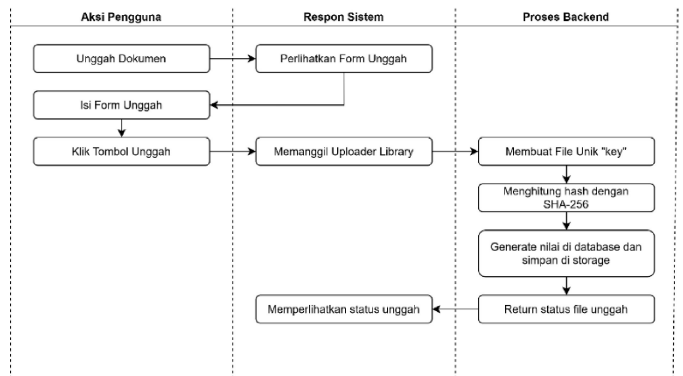 Aksi Pengguna
Respon Sistem
Proses Backend
Unggah Dokumen
Perlihatkan Form Unggah
Isi Form Unggah
Klik Tombol Unggah
Memanggil Uploader Library
Membuat File Unik "key"
Menghitung hash dengan
SHA-256
Generate nilai di database dan
simpan di storage
Memperlihatkan status unggah
Return status file unggah